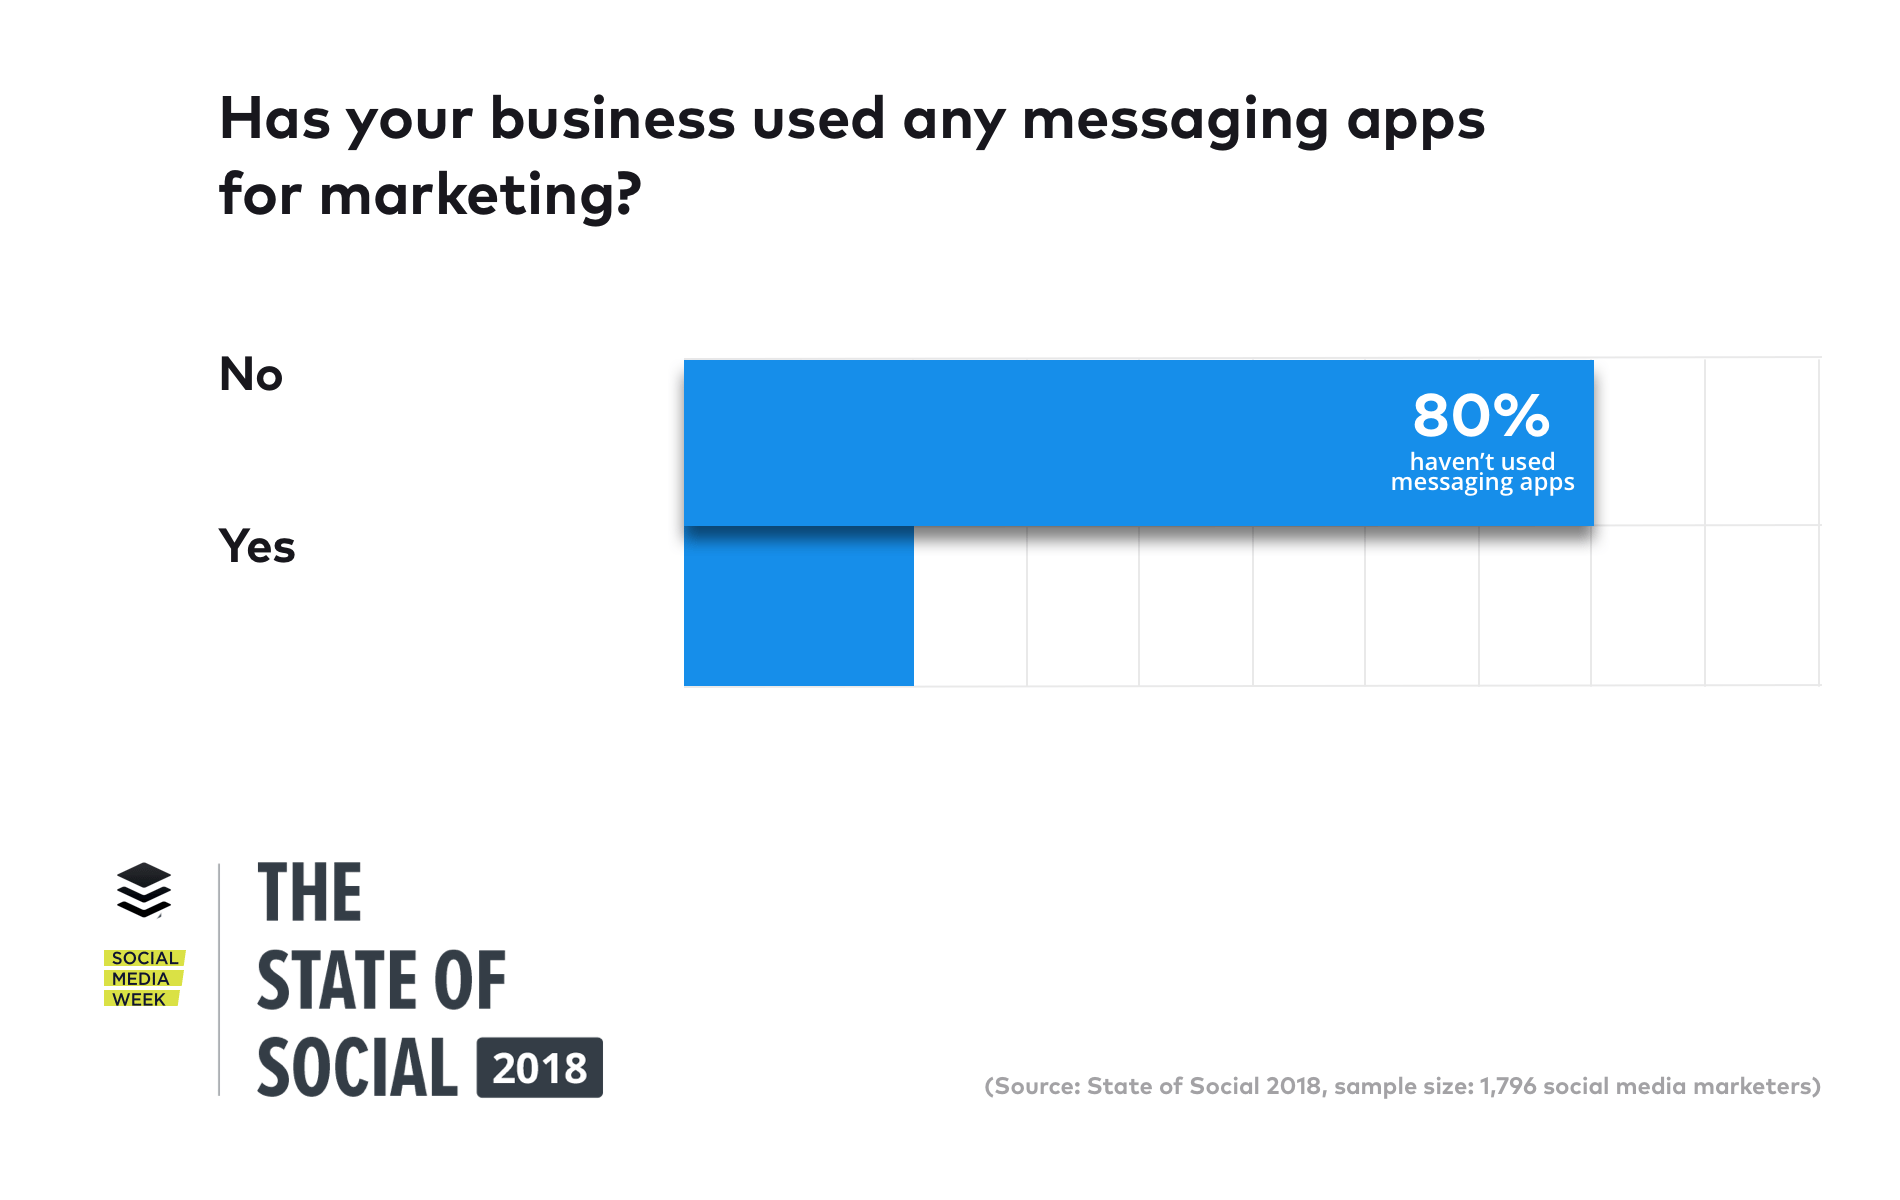 Has your business used any messaging apps
for marketing?
No
80%
haven’t used
messaging apps
Yes
SOCIAL
MEDIA
WEEK
THE
STATE OF
SOCIAL 2018
(Source: State of Social 2018, sample size: 1,796 social media marketers)